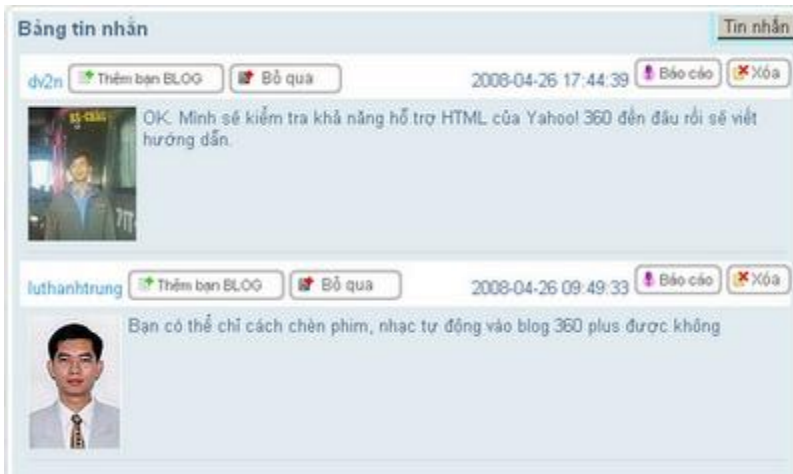 Bảng tin nhắn
Tin nhắn
dv2n Thêm bạn BLOG Bỏ qua 2008-04-26 17:44:39 Báo cáo Xóa
OK. Mình sẽ kiểm tra khả năng hỗ trợ HTML của Yahoo! 360 đến đâu rồi sẽ viết
hướng dẫn.
luthanhtrung Thêm bạn BLOG Bỏ qua 2008-04-26 09:49:33 Báo cáo Xóa
Bạn có thể chỉ cách chèn phim, nhạc tự động vào blog 360 plus được không